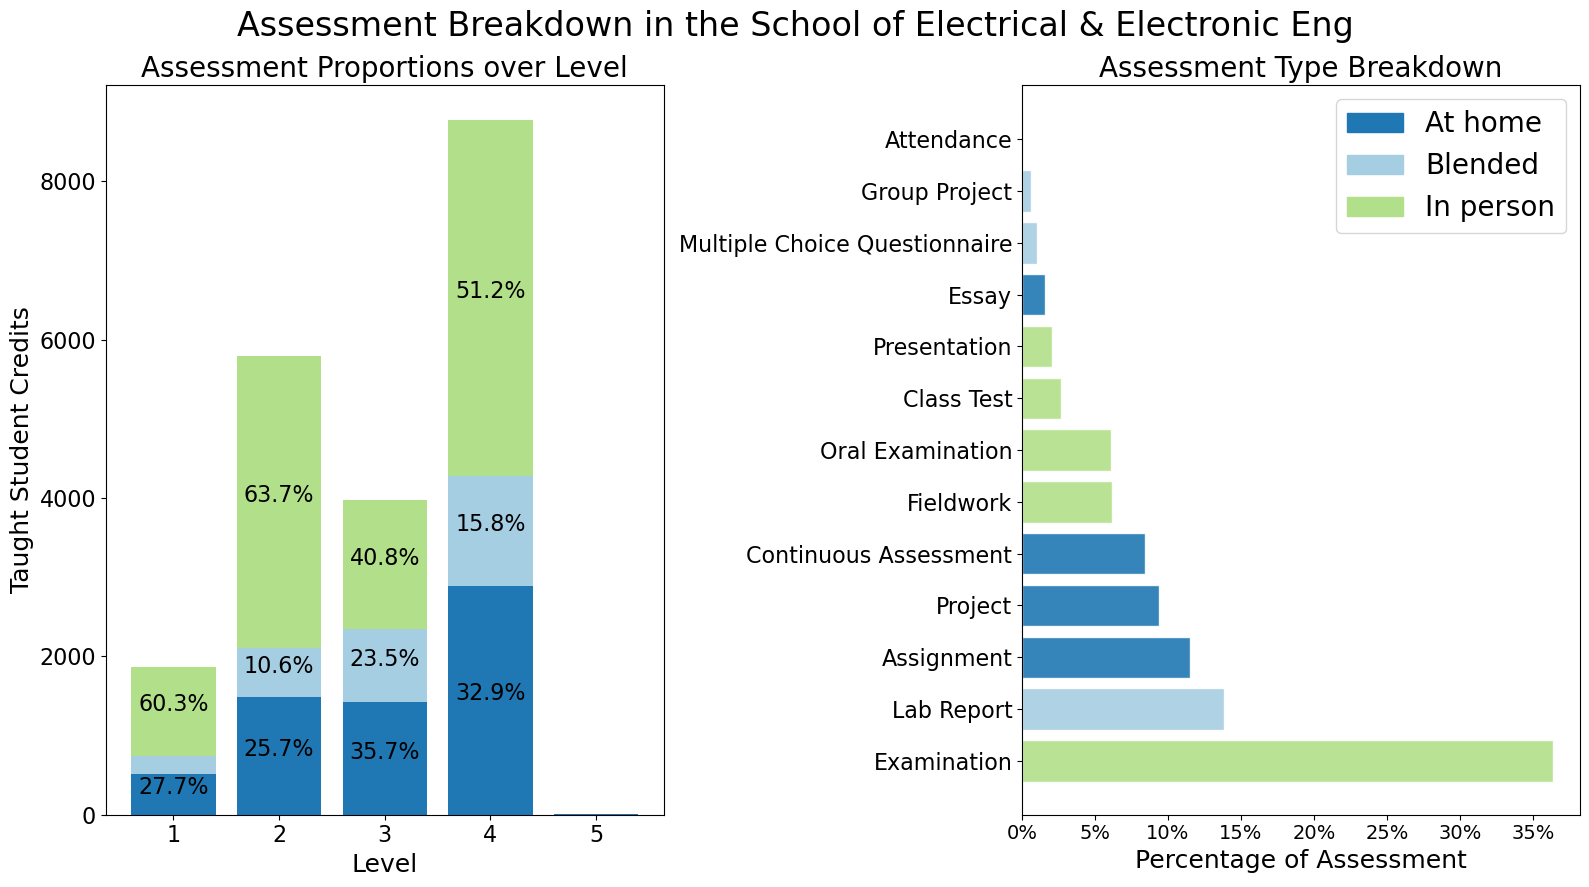 Assessment Breakdown in the School of Electrical & Electronic Eng
Assessment Proportions over Level
Taught Student Credits
8000
6000
4000
2000
0
60.3%
27.7%
63.7%
10.6%
25.7%
40.8%
23.5%
35.7%
51.2%
15.8%
32.9%
1 2 3 4 5
Level
Assessment Type Breakdown
At home
Blended
In person
Attendance
Group Project
Multiple Choice Questionnaire
Essay
Presentation
Class Test
Oral Examination
Fieldwork
Continuous Assessment
Project
Assignment
Lab Report
Examination
0% 5% 10% 15% 20% 25% 30% 35%
Percentage of Assessment